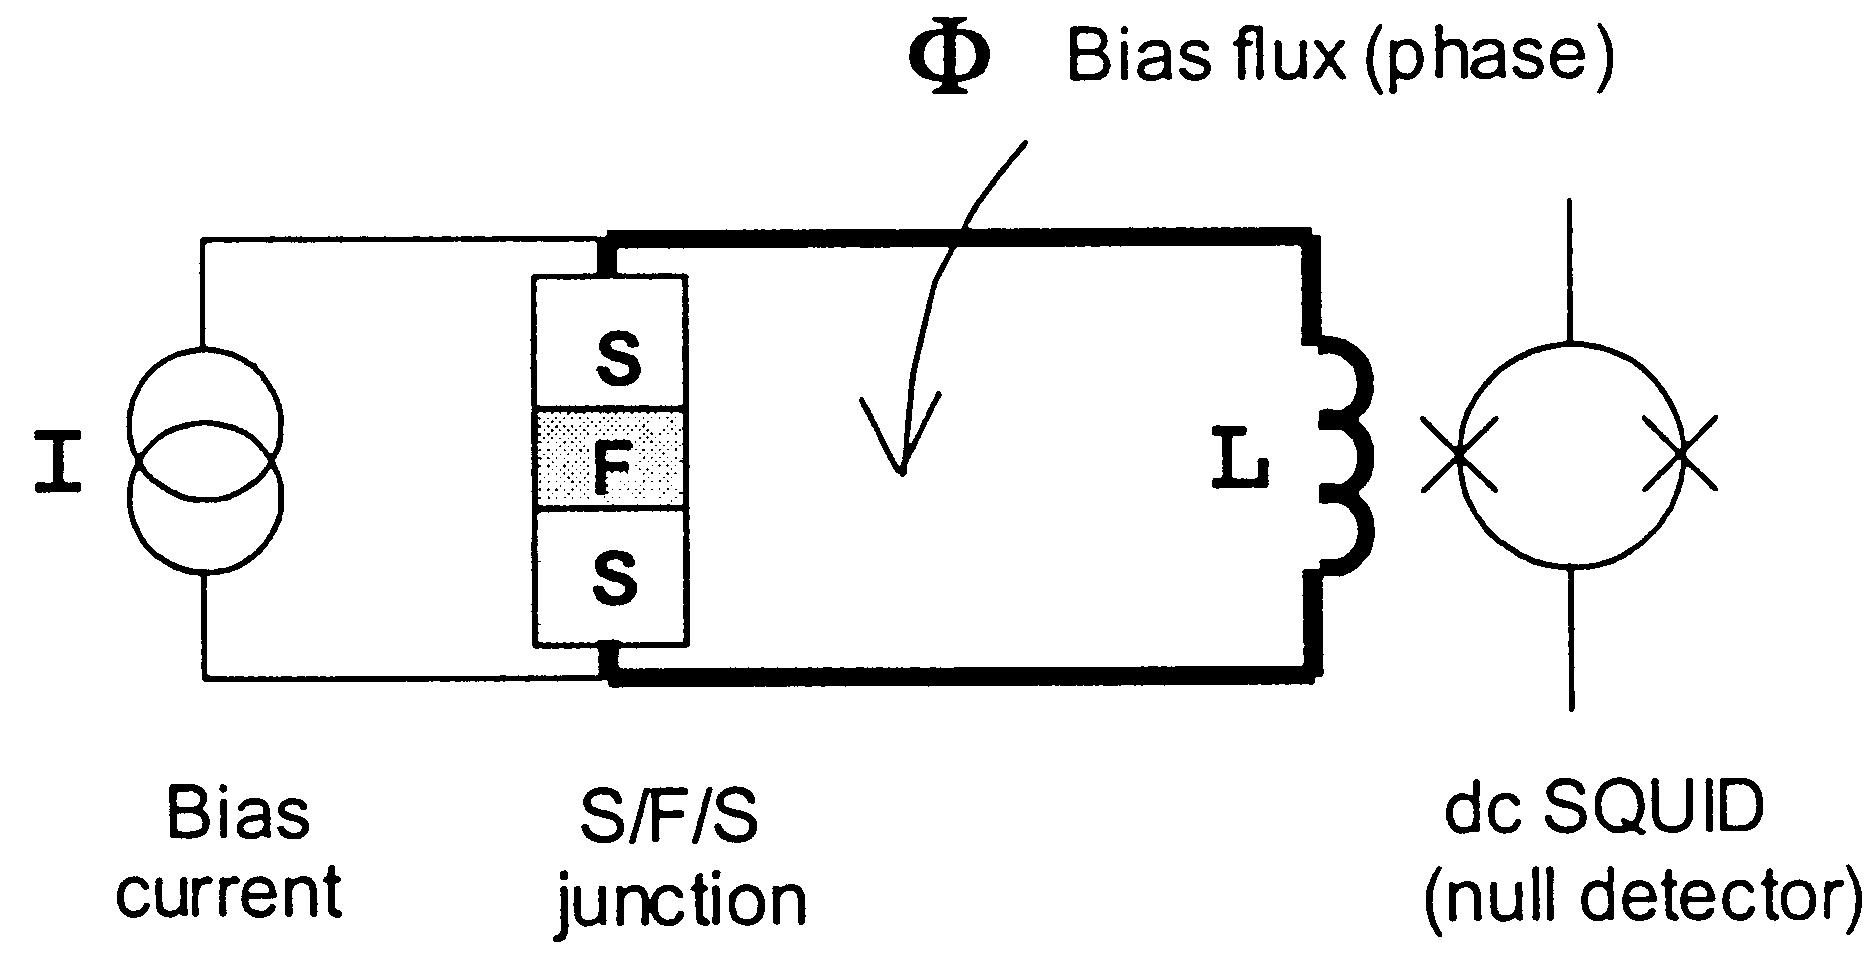 Φ Bias flux (phase)
S
F
S
I
L
Bias
current
S/F/S
junction
dc SQUID
(null detector)